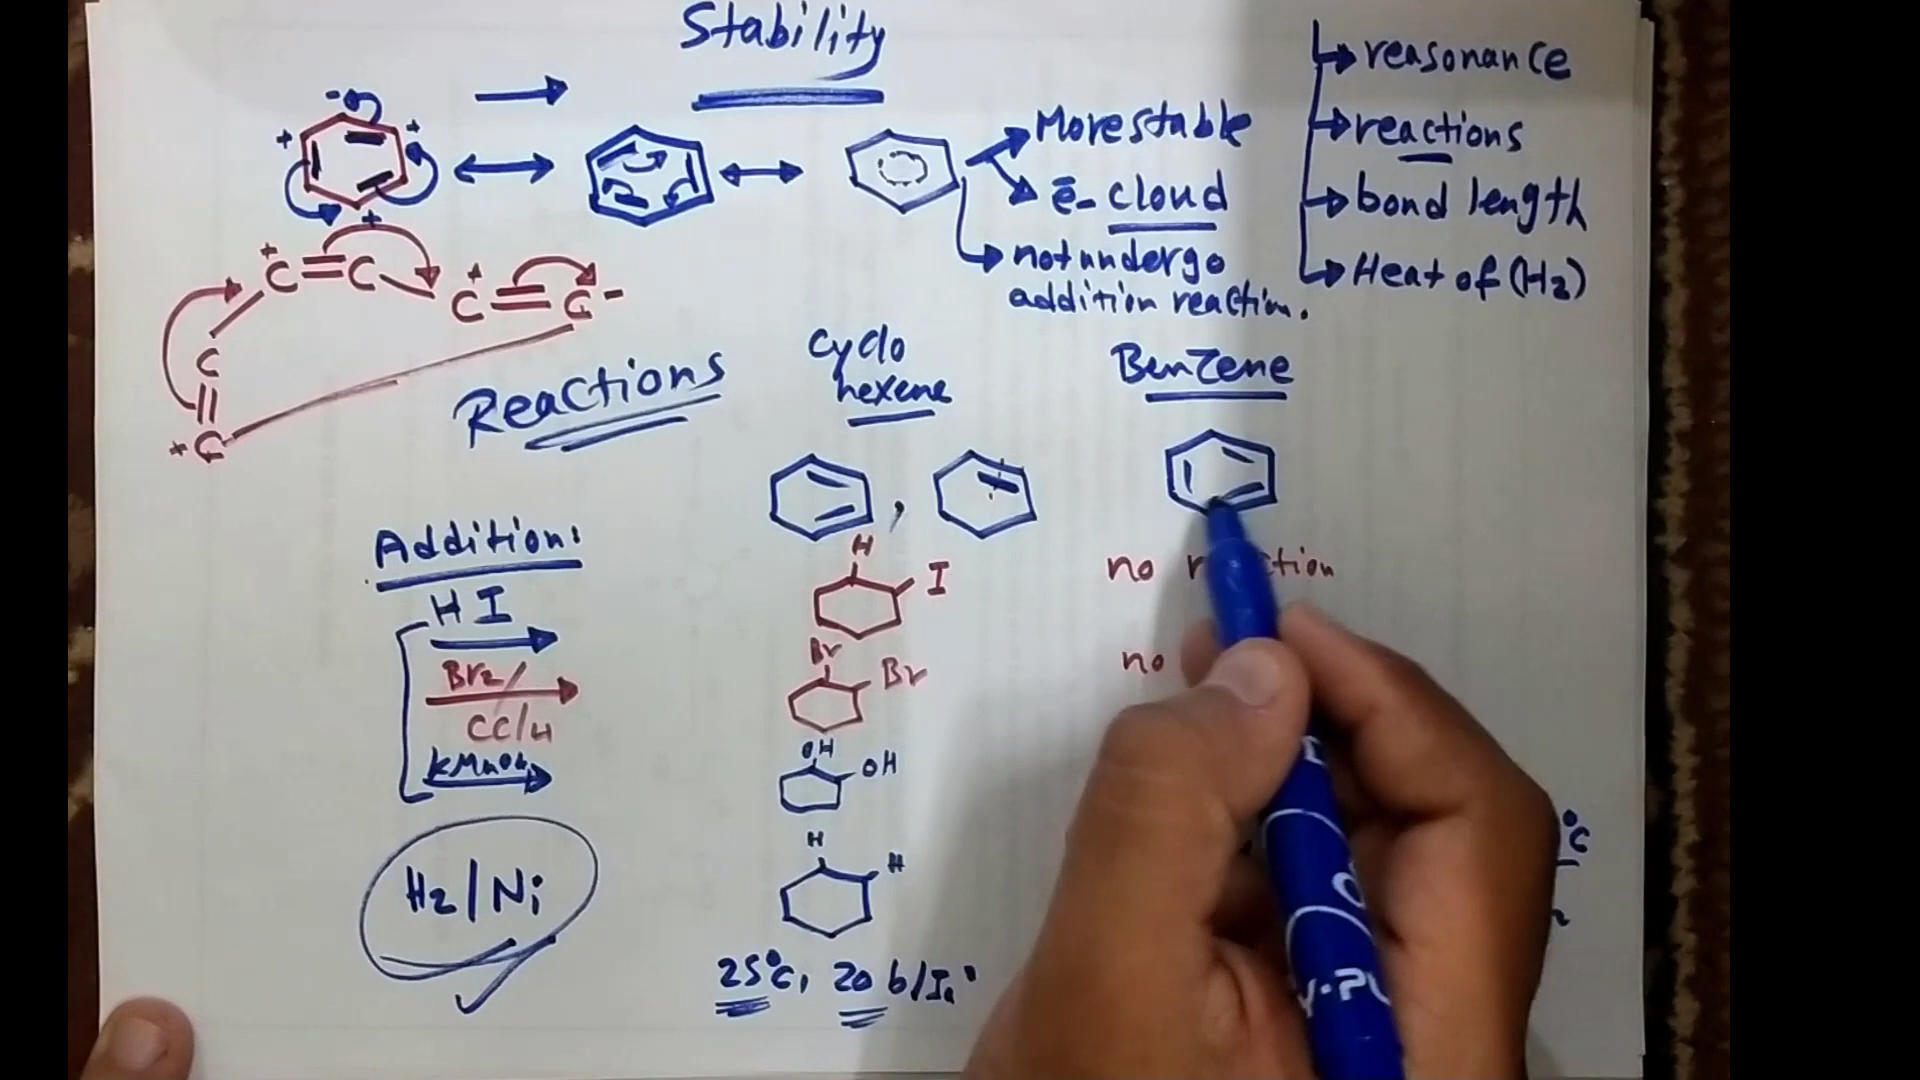 Stability
reasonance
reactions
bond length
Heat of (H2)
More stable
ē- cloud
not undergo
addition reaction.
- + +
+
+ C = C
+ C = C -
C
+ C
Reactions
Cyclo
hexene
Benzene
,
Addition:
H I
H I
no
Br2/
CCl4
Br Br
no
KMnO4
OH OH
H2/Ni
H H
°C
25°C, 20